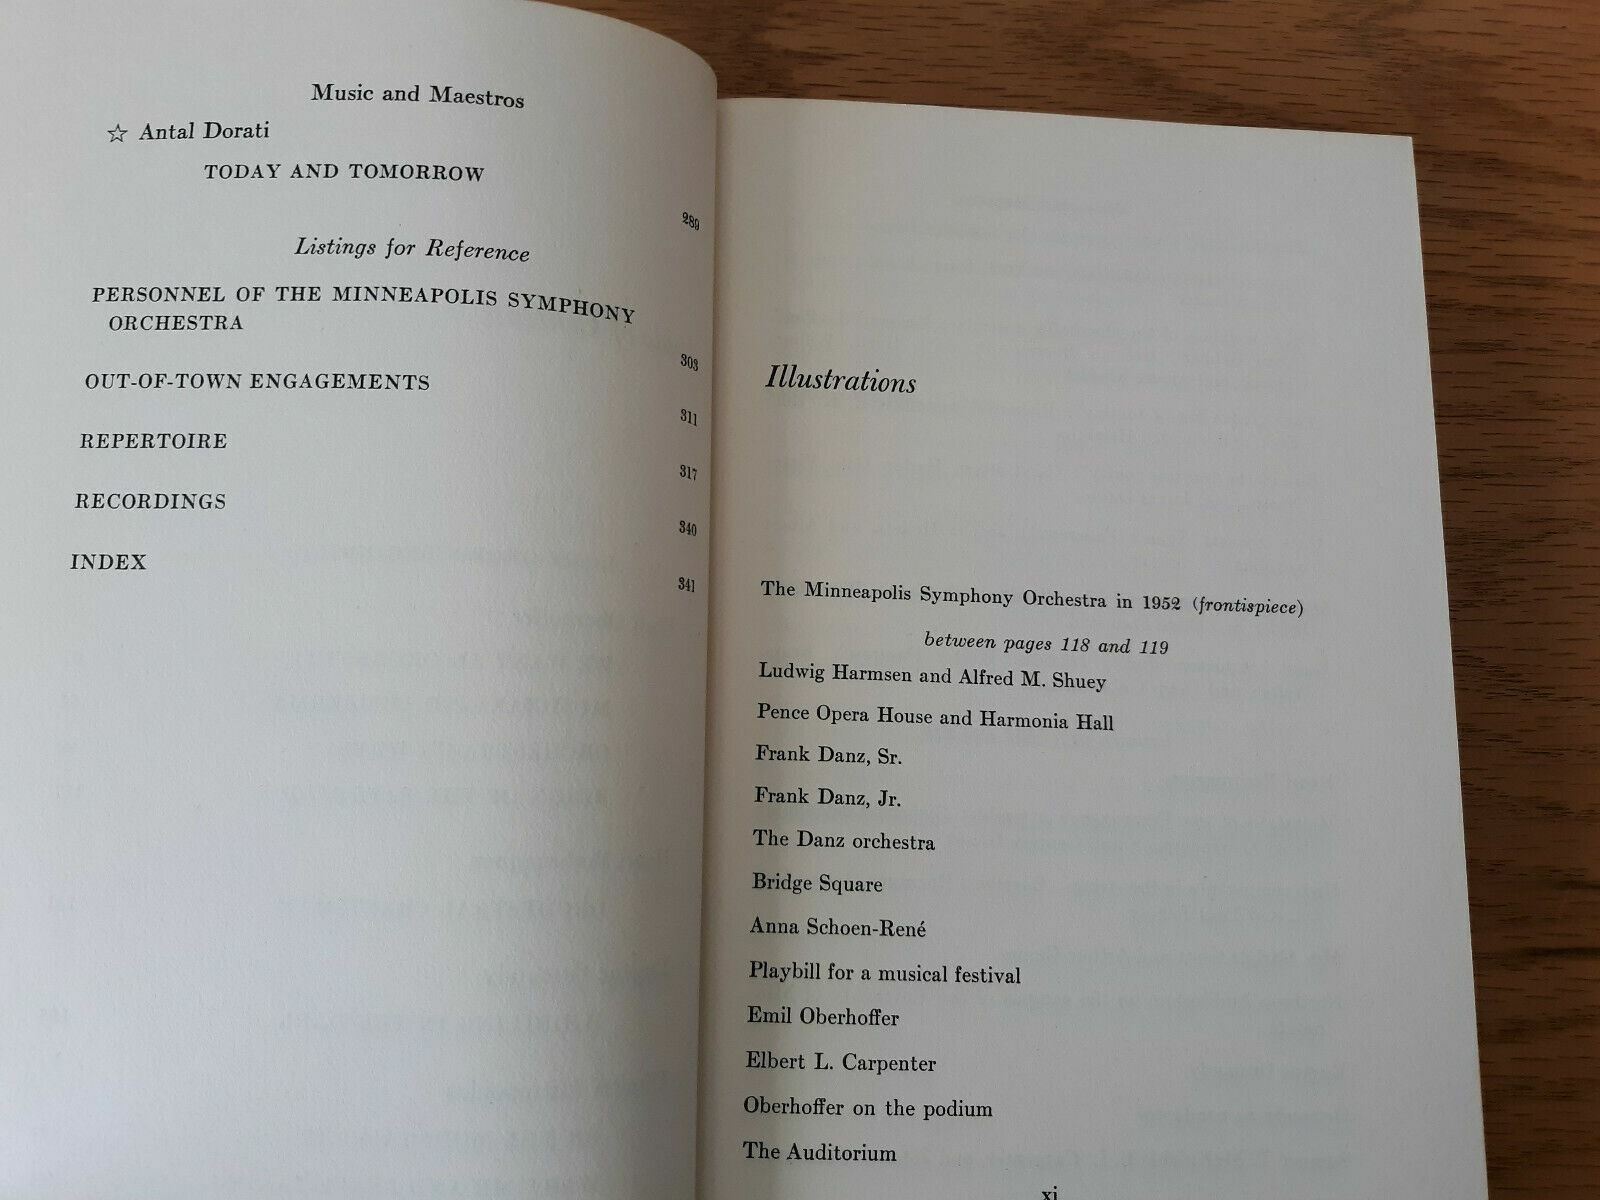 Music and Maestros
☆ Antal Dorati
TODAY AND TOMORROW 289
Listings for Reference
PERSONNEL OF THE MINNEAPOLIS SYMPHONY
ORCHESTRA 303
OUT-OF-TOWN ENGAGEMENTS 311
REPERTOIRE 317
RECORDINGS 340
INDEX 341
Illustrations
The Minneapolis Symphony Orchestra in 1952 (frontispiece)
between pages 118 and 119
Ludwig Harmsen and Alfred M. Shuey
Pence Opera House and Harmonia Hall
Frank Danz, Sr.
Frank Danz, Jr.
The Danz orchestra
Bridge Square
Anna Schoen-René
Playbill for a musical festival
Emil Oberhoffer
Elbert L. Carpenter
Oberhoffer on the podium
The Auditorium
xi